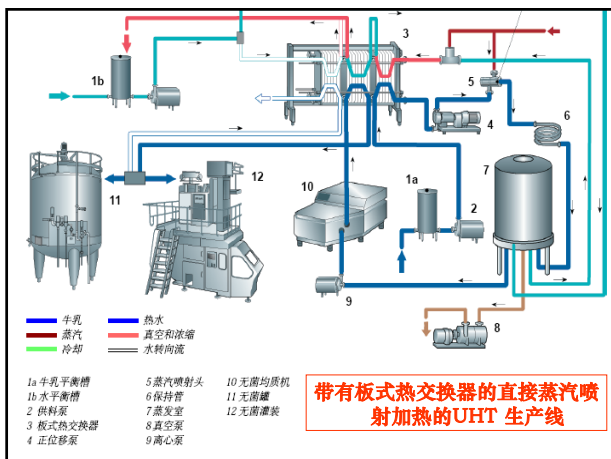 1b
3
5
4
6
7
11
12
10
1a
2
9
8
牛乳
热水
蒸汽
真空和浓缩
冷却
水转向流
1a 牛乳平衡槽
1b 水平衡槽
2 供料泵
3 板式热交换器
4 正位移泵
5 蒸汽喷射头
6 保持管
7 蒸发室
8 真空泵
9 离心泵
10 无菌均质机
11 无菌罐
12 无菌灌装
带有板式热交换器的直接蒸汽喷
射加热的UHT 生产线